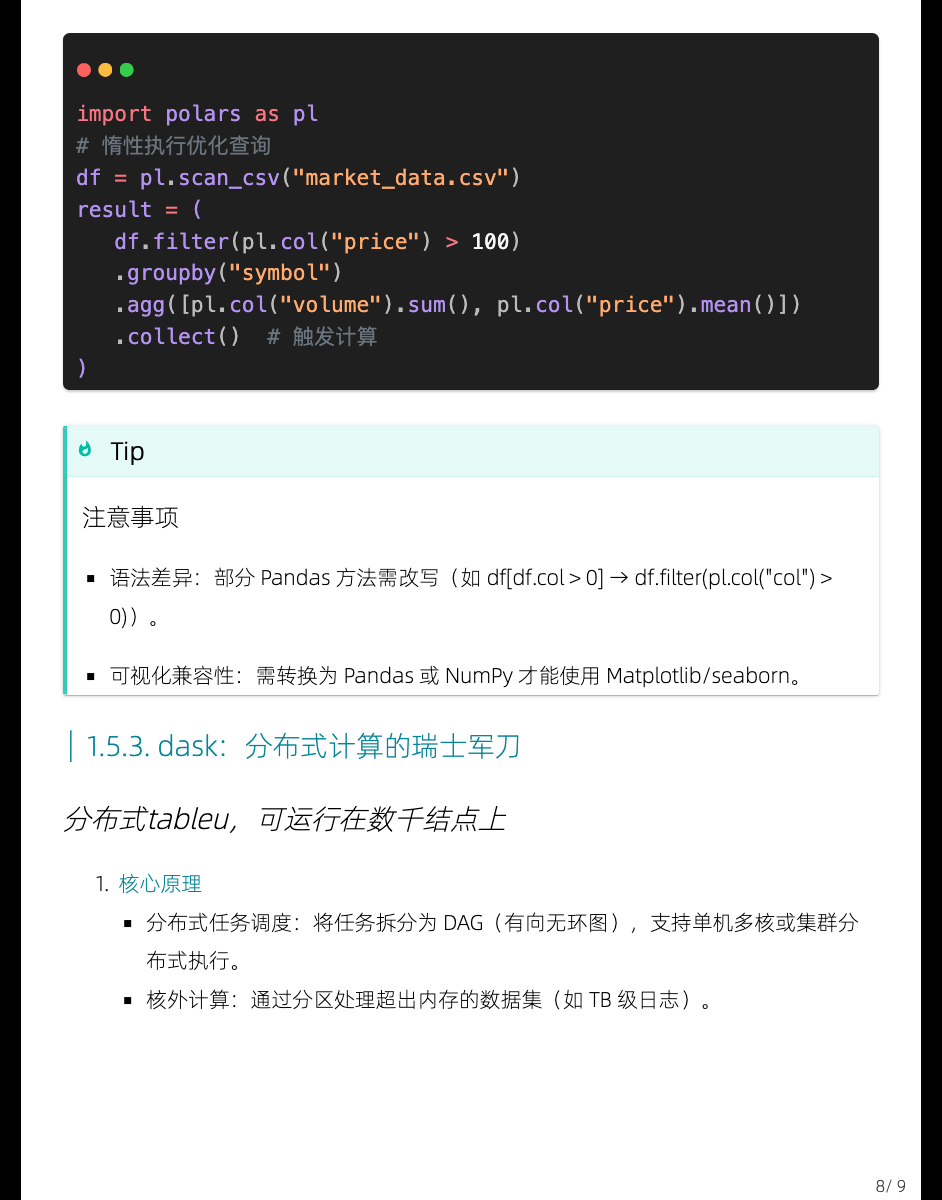 import polars as pl
# 惰性执行优化查询
df = pl.scan_csv("market_data.csv")
result = (
   df.filter(pl.col("price") > 100)
   .groupby("symbol")
   .agg([pl.col("volume").sum(), pl.col("price").mean()])
   .collect()  # 触发计算
)
Tip
注意事项
▪ 语法差异：部分 Pandas 方法需改写（如 df[df.col > 0] → df.filter(pl.col("col") >
0)）。
▪ 可视化兼容性：需转换为 Pandas 或 NumPy 才能使用 Matplotlib/seaborn。
1.5.3. dask：分布式计算的瑞士军刀
分布式tableu，可运行在数千结点上
1. 核心原理
▪ 分布式任务调度：将任务拆分为 DAG（有向无环图），支持单机多核或集群分
布式执行。
▪ 核外计算：通过分区处理超出内存的数据集（如 TB 级日志）。
8/ 9